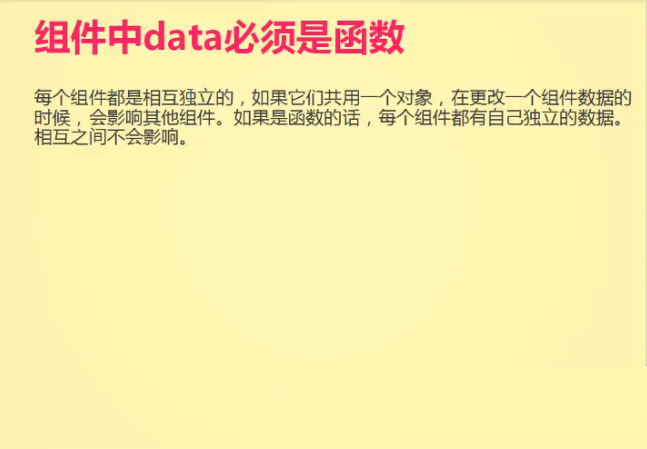 组件中data必须是函数
每个组件都是相互独立的，如果它们共用一个对象，在更改一个组件数据的
时候，会影响其他组件。如果是函数的话，每个组件都有自己独立的数据。
相互之间不会影响。